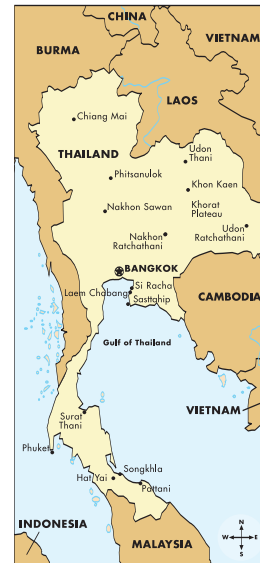 CHINA
BURMA
VIETNAM
LAOS
Chiang Mai
THAILAND
Udon
Thani
Phitsanulok
Khon Kaen
Nakhon Sawan
Khorat
Plateau
Nakhon
Ratchathani
Udon
Ratchathani
BANGKOK
Si Racha
Laem Chabang
Sasttahip
CAMBODIA
Gulf of Thailand
VIETNAM
Surat
Thani
Phuket
Songkhla
Hat Yai
Pattani
INDONESIA
MALAYSIA
N
W
E
S